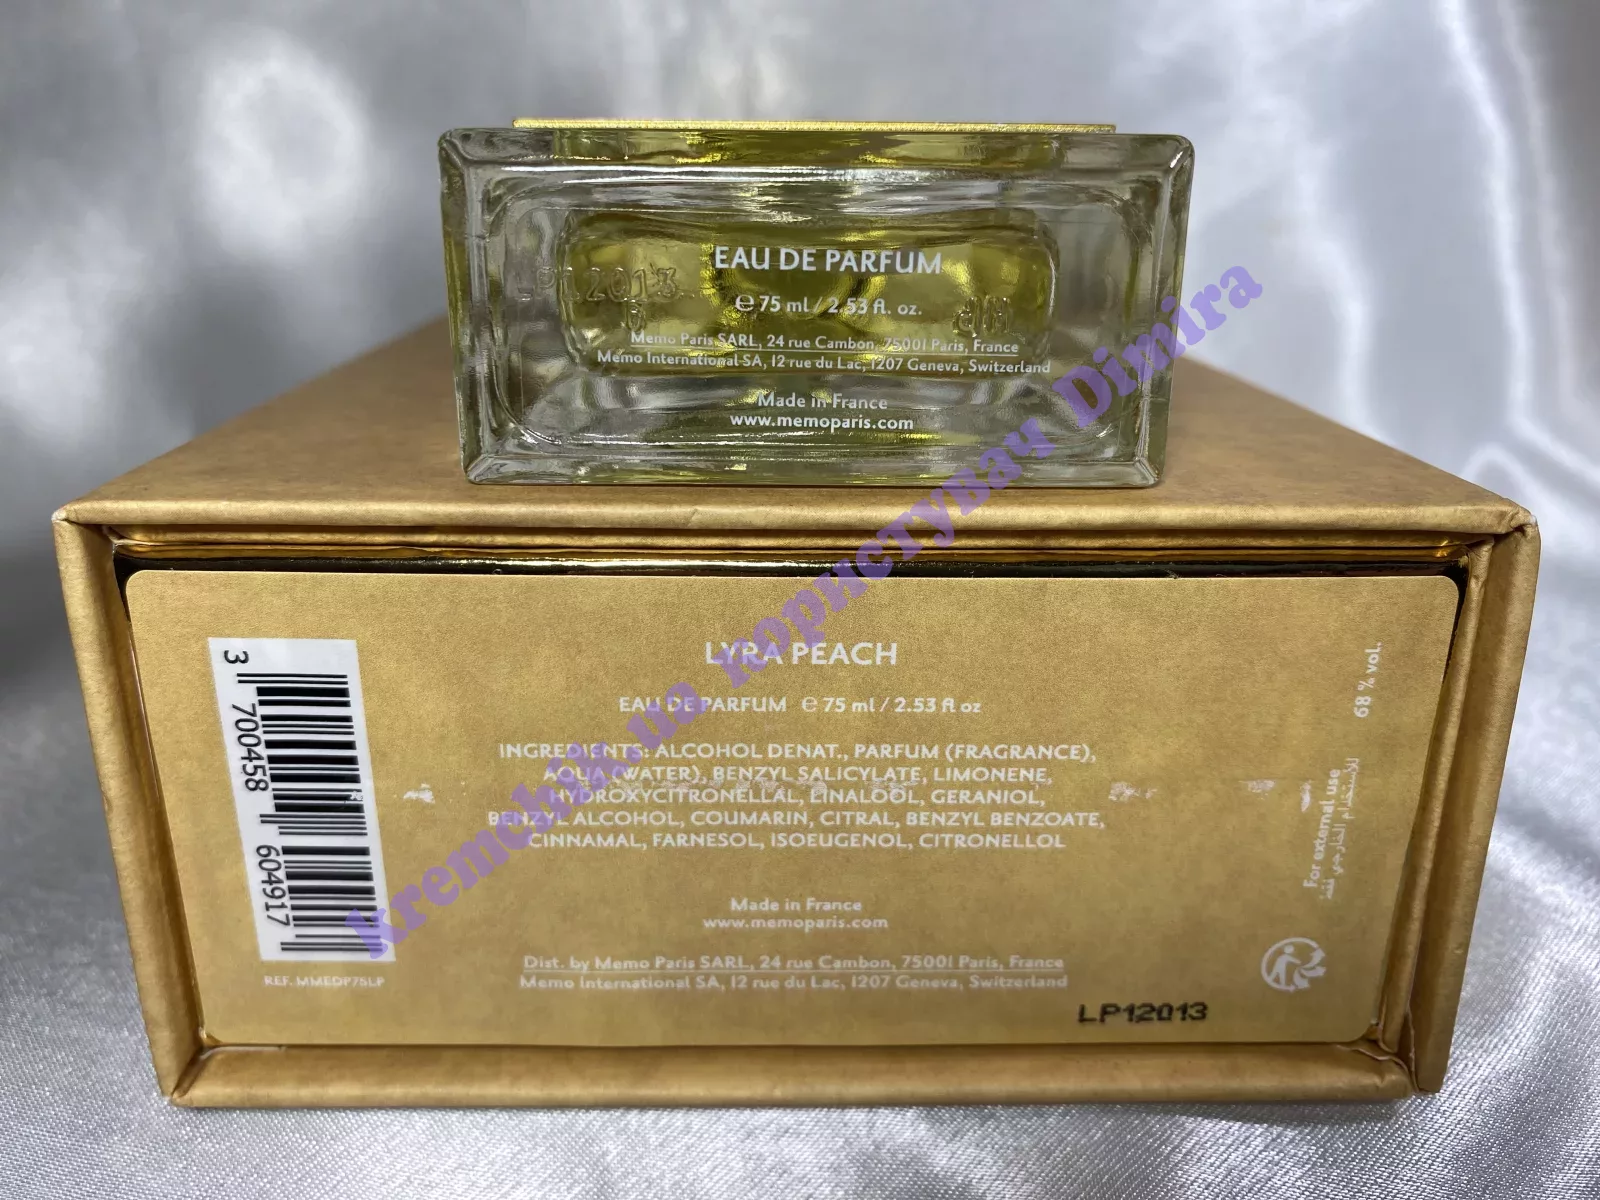 EAU DE PARFUM
℮ 75 ml / 2.53 fl. oz.
Memo Paris SARL, 24 rue Cambon, 75001 Paris, France
Memo International SA, 12 rue du Lac, 1207 Geneva, Switzerland
Made in France
www.memoparis.com
LP12013
LYRA PEACH
EAU DE PARFUM ℮ 75 ml / 2.53 fl oz
INGREDIENTS: ALCOHOL DENAT., PARFUM (FRAGRANCE),
AQUA (WATER), BENZYL SALICYLATE, LIMONENE,
HYDROXYCITRONELLAL, LINALOOL, GERANIOL,
BENZYL ALCOHOL, COUMARIN, CITRAL, BENZYL BENZOATE,
CINNAMAL, FARNESOL, ISOEUGENOL, CITRONELLOL
Made in France
www.memoparis.com
Dist. by Memo Paris SARL, 24 rue Cambon, 75001 Paris, France
Memo International SA, 12 rue du Lac, 1207 Geneva, Switzerland
3 700458 604917
REF. MMEDP75LP
68 % vol.
For external use
للاستخدام الخارجي فقط
LP12013
kremchik.ua користувач Dimira